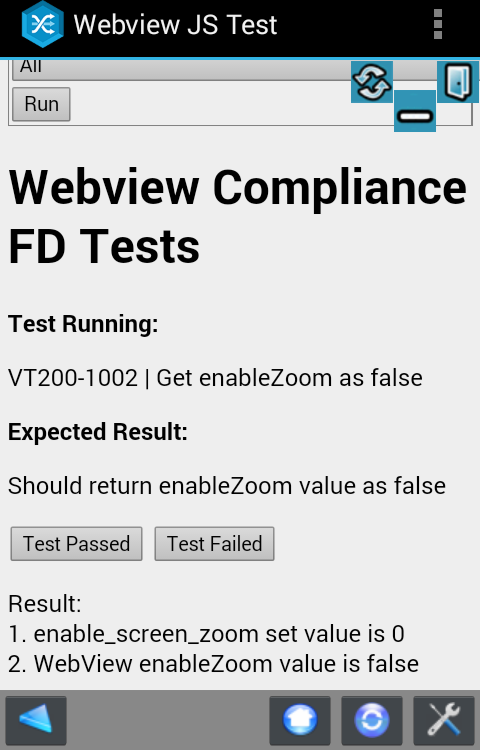 Webview JS Test
All
Run
Webview Compliance
FD Tests
Test Running:
VT200-1002 | Get enableZoom as false
Expected Result:
Should return enableZoom value as false
Test Passed Test Failed
Result:
1. enable_screen_zoom set value is 0
2. WebView enableZoom value is false